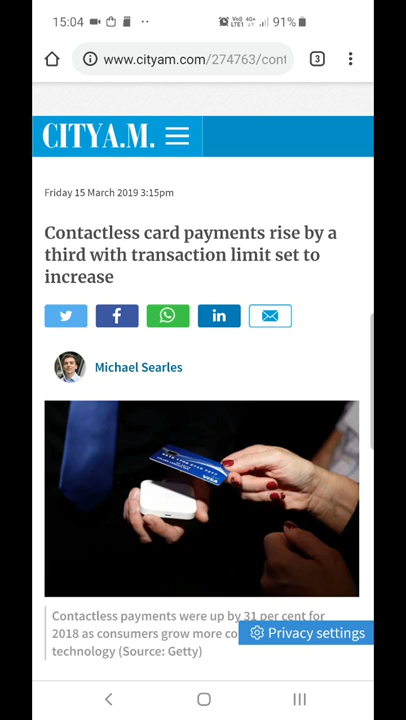 15:04 91%
www.cityam.com/274763/cont 3
CITYA.M.
Friday 15 March 2019 3:15pm
Contactless card payments rise by a
third with transaction limit set to
increase
Michael Searles
VISA
Contactless payments were up by 31 per cent for
2018 as consumers grow more co
Privacy settings
technology (Source: Getty)